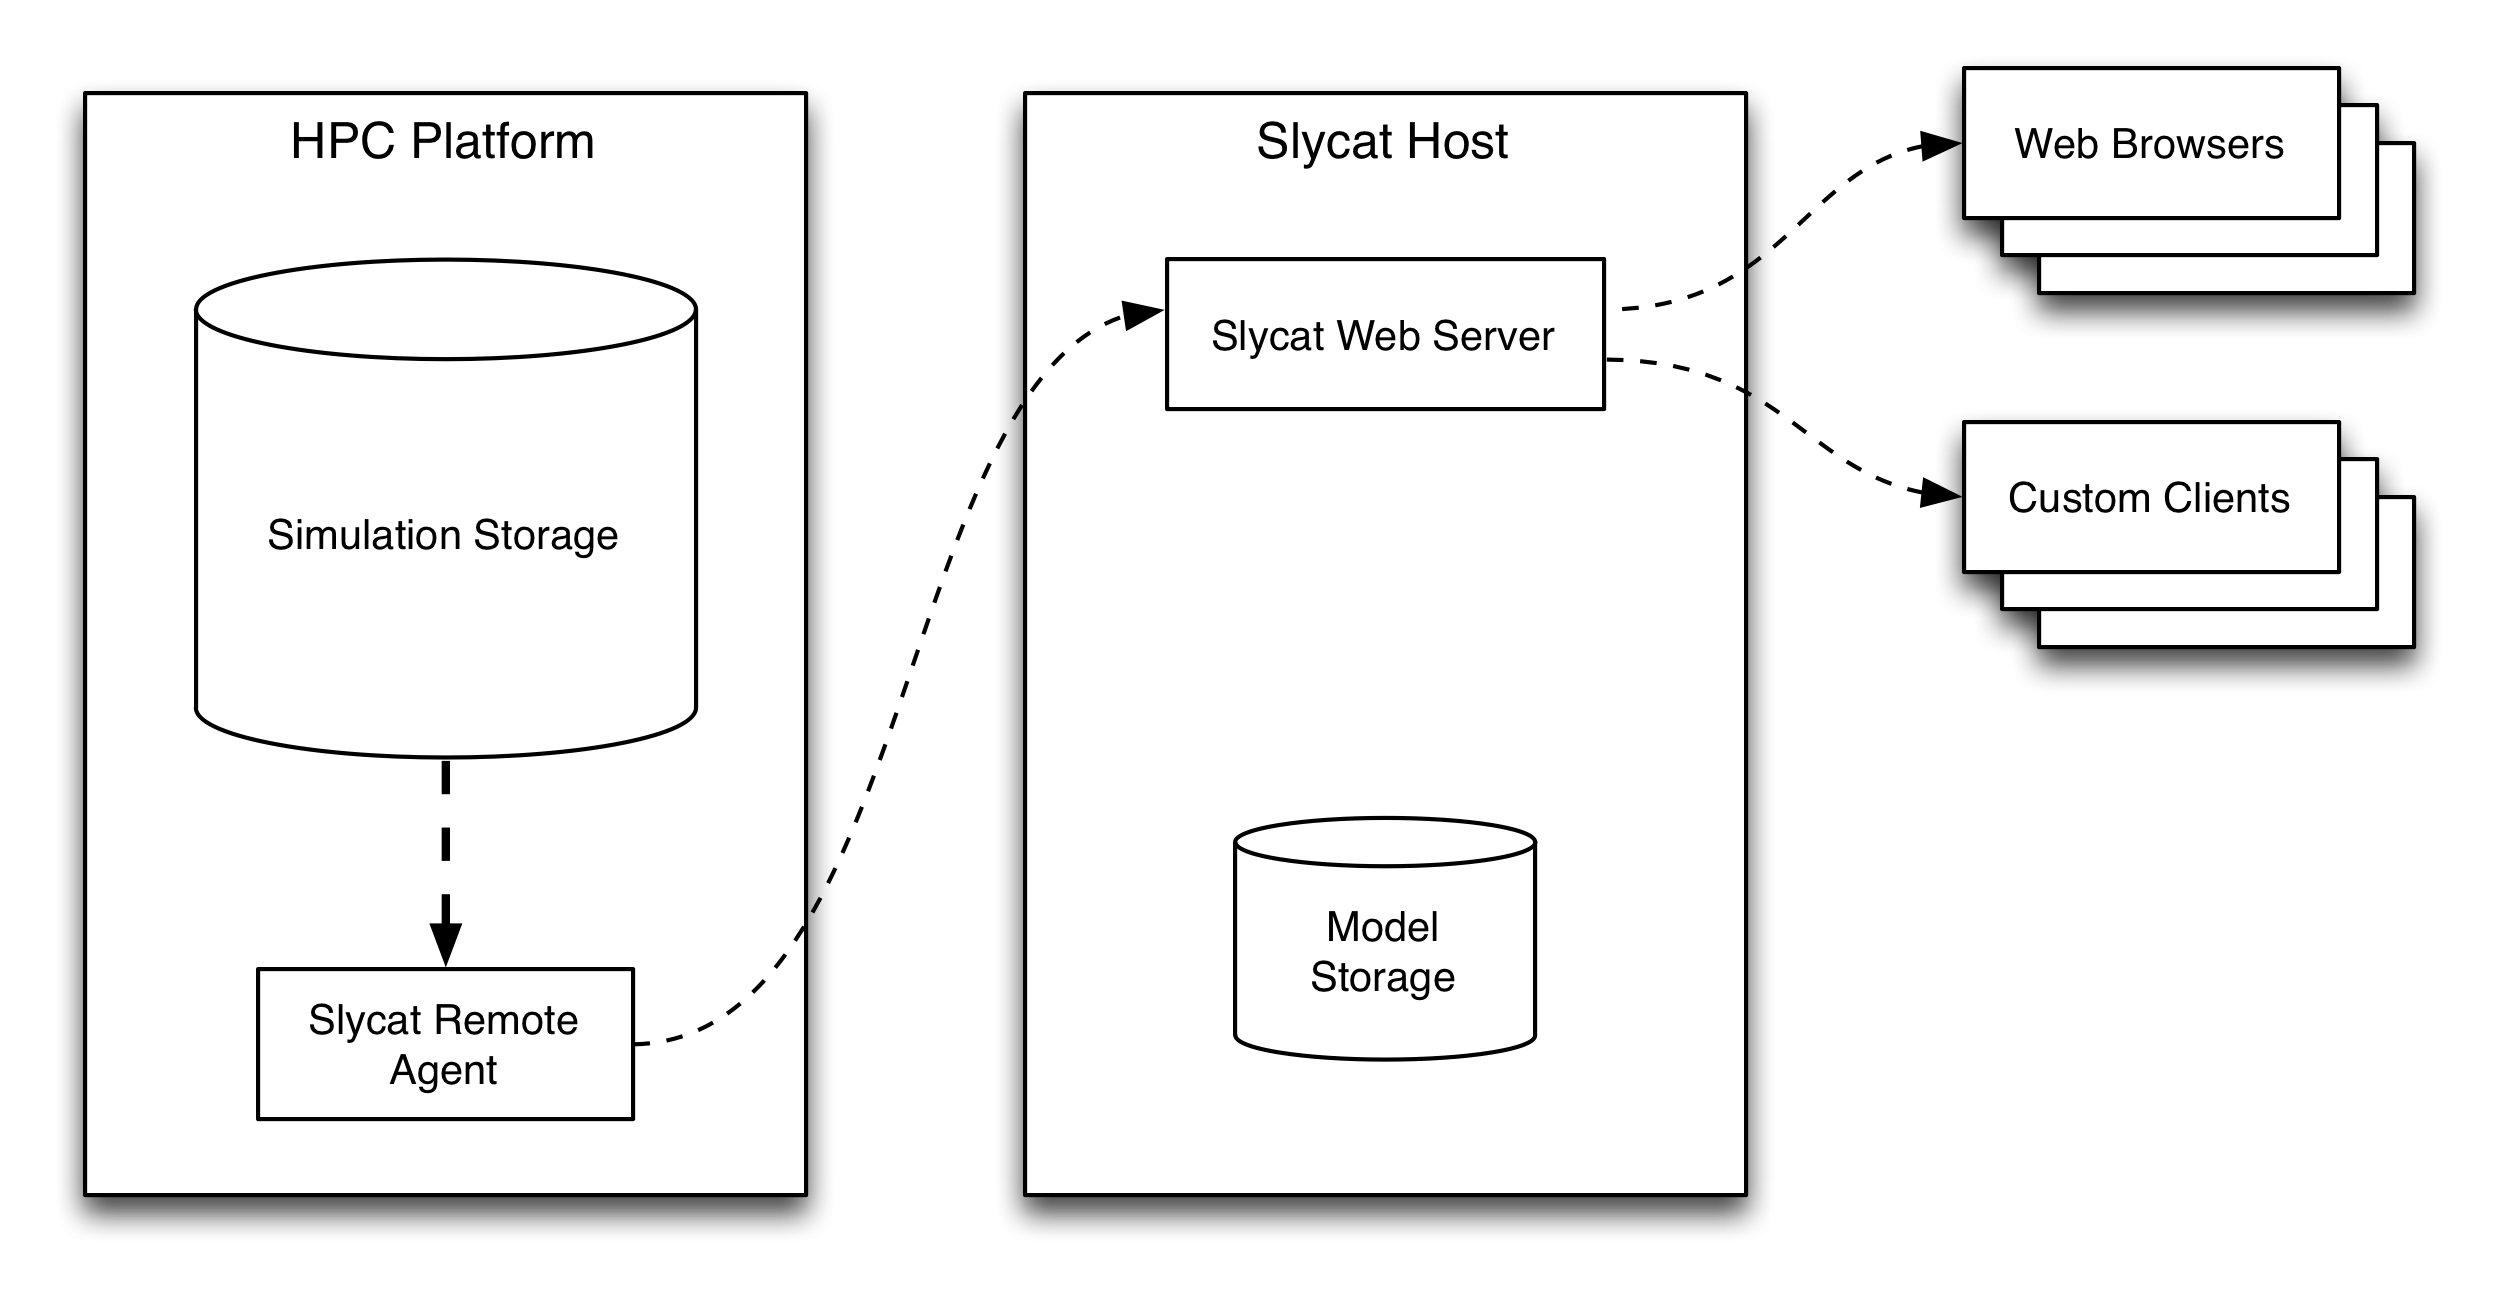 HPC Platform
Simulation Storage
Slycat Remote
Agent
Slycat Host
Slycat Web Server
Model
Storage
Web Browsers
Custom Clients